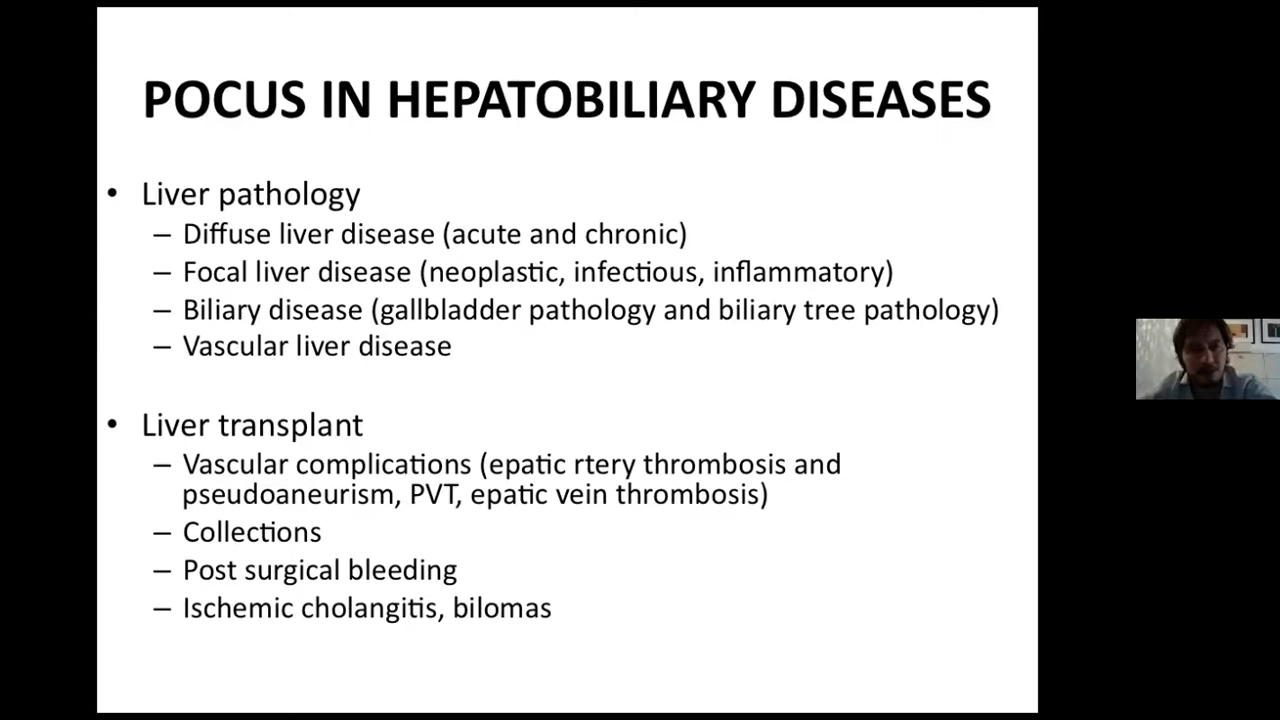 POCUS IN HEPATOBILIARY DISEASES
• Liver pathology
– Diffuse liver disease (acute and chronic)
– Focal liver disease (neoplastic, infectious, inflammatory)
– Biliary disease (gallbladder pathology and biliary tree pathology)
– Vascular liver disease
• Liver transplant
– Vascular complications (epatic rtery thrombosis and
pseudoaneurism, PVT, epatic vein thrombosis)
– Collections
– Post surgical bleeding
– Ischemic cholangitis, bilomas